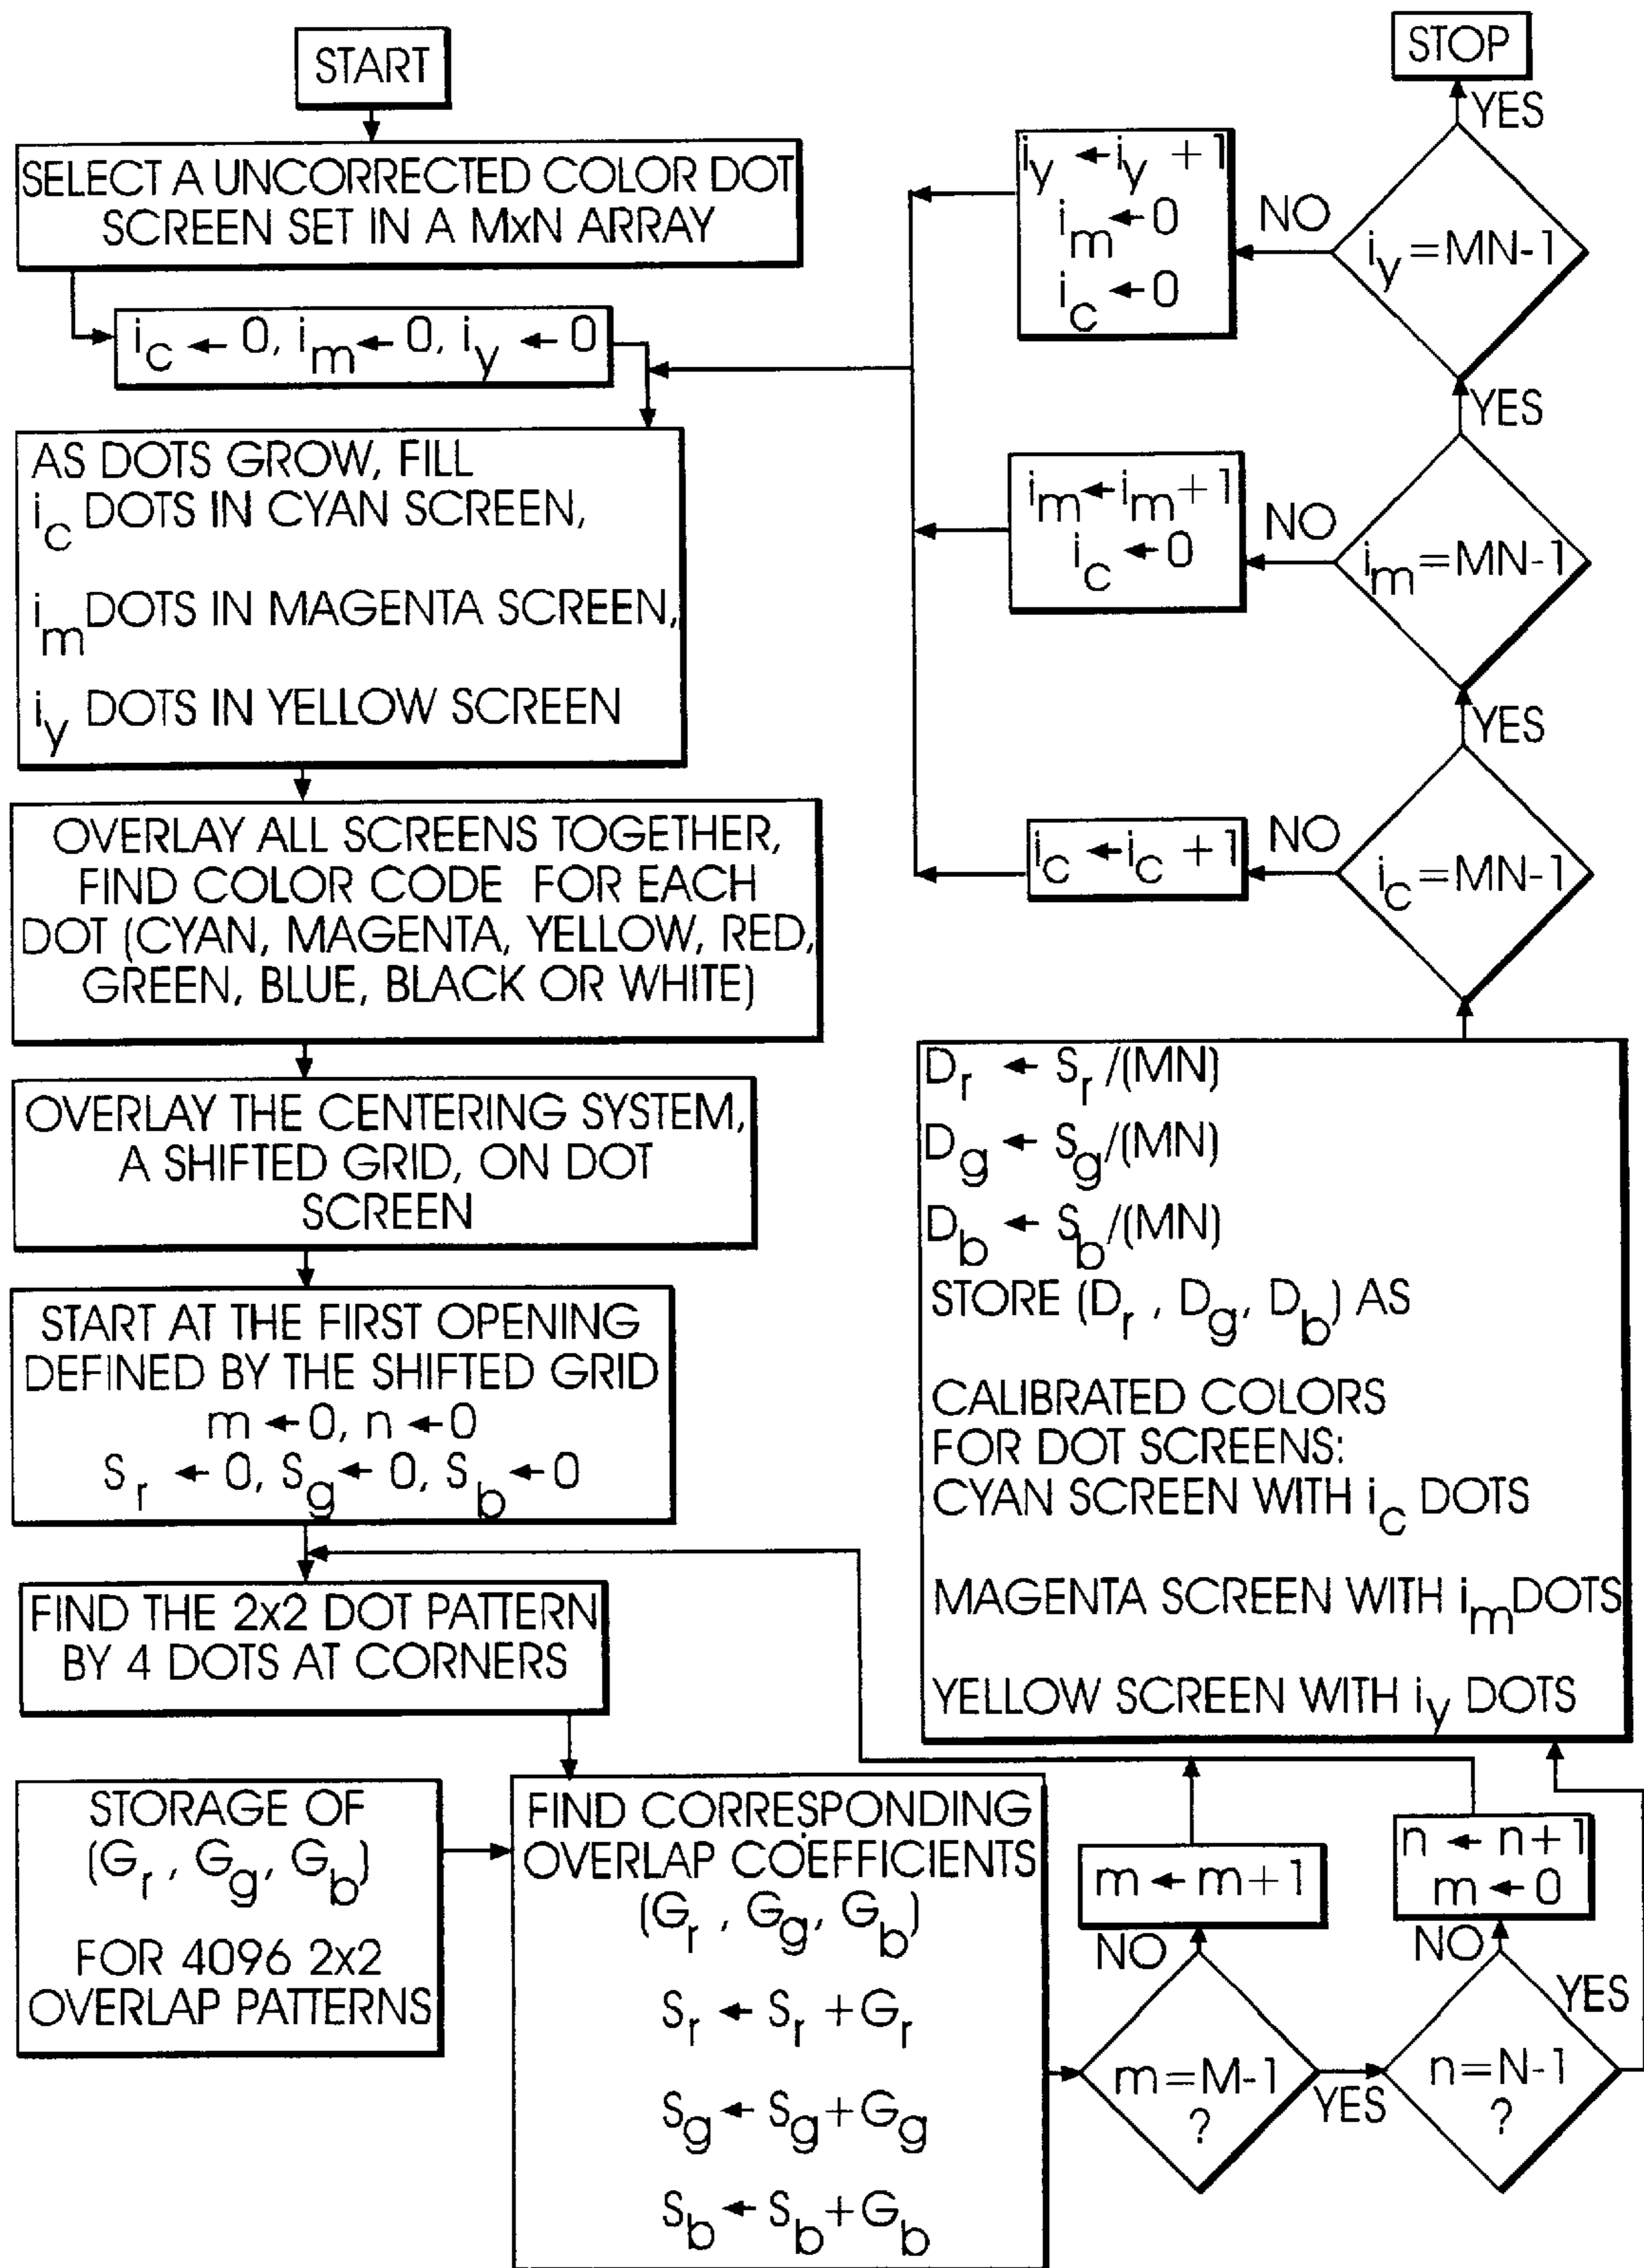 START
SELECT A UNCORRECTED COLOR DOT
SCREEN SET IN A MxN ARRAY
i_c ← 0, i_m ← 0, i_y ← 0
AS DOTS GROW, FILL
i_c DOTS IN CYAN SCREEN,
i_m DOTS IN MAGENTA SCREEN,
i_y DOTS IN YELLOW SCREEN
OVERLAY ALL SCREENS TOGETHER,
FIND COLOR CODE FOR EACH
DOT (CYAN, MAGENTA, YELLOW, RED,
GREEN, BLUE, BLACK OR WHITE)
OVERLAY THE CENTERING SYSTEM,
A SHIFTED GRID, ON DOT
SCREEN
START AT THE FIRST OPENING
DEFINED BY THE SHIFTED GRID
m ← 0, n ← 0
S_r ← 0, S_g ← 0, S_b ← 0
FIND THE 2x2 DOT PATTERN
BY 4 DOTS AT CORNERS
STORAGE OF
(G_r, G_g, G_b)
FOR 4096 2x2
OVERLAP PATTERNS
FIND CORRESPONDING
OVERLAP COEFFICIENTS
(G_r, G_g, G_b)
S_r ← S_r + G_r
S_g ← S_g + G_g
S_b ← S_b + G_b
m=M-1
?
NO
YES
m ← m+1
n=N-1
?
NO
YES
n ← n+1
m ← 0
D_r ← S_r/(MN)
D_g ← S_g/(MN)
D_b ← S_b/(MN)
STORE (D_r, D_g, D_b) AS
CALIBRATED COLORS
FOR DOT SCREENS:
CYAN SCREEN WITH i_c DOTS
MAGENTA SCREEN WITH i_m DOTS
YELLOW SCREEN WITH i_y DOTS
i_c = MN-1
NO
YES
i_c ← i_c + 1
i_m = MN-1
NO
YES
i_m ← i_m + 1
i_c ← 0
i_y = MN-1
NO
YES
i_y ← i_y + 1
i_m ← 0
i_c ← 0
STOP